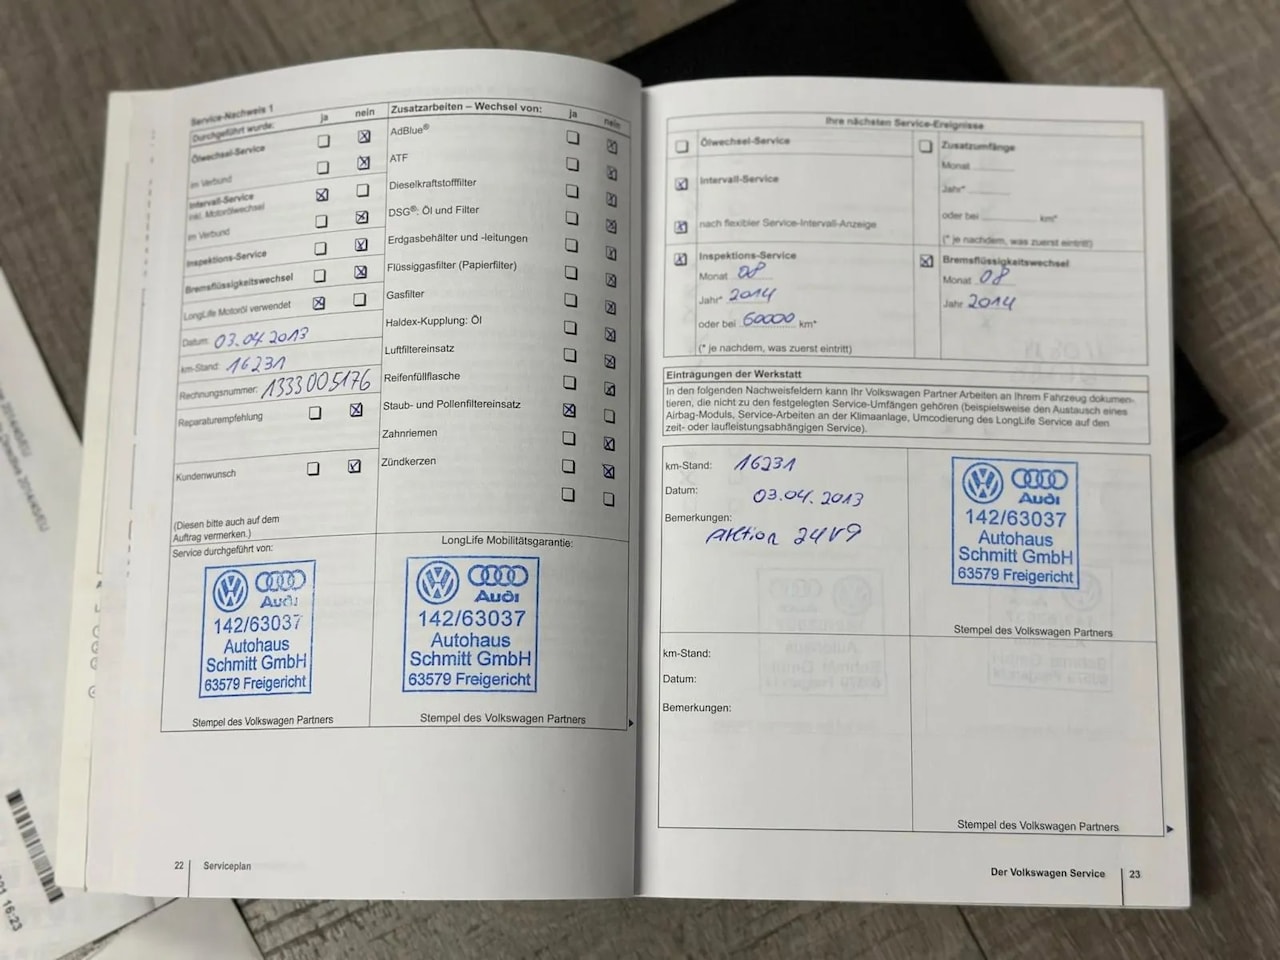 Service-Nachweis 1
Durchgeführt wurde:
ja
nein
Ölwechsel-Service
im Verbund
Intervall-Service
inkl. Motorölwechsel
im Verbund
Inspektions-Service
Bremsflüssigkeitswechsel
LongLife Motoröl verwendet
Datum: 03.04.2013
km-Stand: 16231
Rechnungsnummer: 1333005176
Reparaturempfehlung
Kundenwunsch
(Diesen bitte auch auf dem
Auftrag vermerken.)
Service durchgeführt von:
Audi
142/63037
Autohaus
Schmitt GmbH
63579 Freigericht
Stempel des Volkswagen Partners
Zusatzarbeiten – Wechsel von:
ja
nein
AdBlue®
ATF
Dieselkraftstofffilter
DSG®: Öl und Filter
Erdgasbehälter und -leitungen
Flüssiggasfilter (Papierfilter)
Gasfilter
Haldex-Kupplung: Öl
Luftfiltereinsatz
Reifenfüllflasche
Staub- und Pollenfiltereinsatz
Zahnriemen
Zündkerzen
LongLife Mobilitätsgarantie:
Audi
142/63037
Autohaus
Schmitt GmbH
63579 Freigericht
Stempel des Volkswagen Partners
22
Serviceplan
Ihre nächsten Service-Ereignisse
Ölwechsel-Service
Intervall-Service
nach flexibler Service-Intervall-Anzeige
Inspektions-Service
Monat 08
Jahr* 2014
oder bei 60000 km*
(* je nachdem, was zuerst eintritt)
Zusatzumfänge
Monat
Jahr*
oder bei km*
(* je nachdem, was zuerst eintritt)
Bremsflüssigkeitswechsel
Monat 08
Jahr 2014
Eintragungen der Werkstatt
In den folgenden Nachweisfeldern kann Ihr Volkswagen Partner Arbeiten an Ihrem Fahrzeug dokumen-
tieren, die nicht zu den festgelegten Service-Umfängen gehören (beispielsweise den Austausch eines
Airbag-Moduls, Service-Arbeiten an der Klimaanlage, Umcodierung des LongLife Service auf den
zeit- oder laufleistungsabhängigen Service).
km-Stand: 16231
Datum: 03.04.2013
Bemerkungen:
Aktion 24V9
Audi
142/63037
Autohaus
Schmitt GmbH
63579 Freigericht
Stempel des Volkswagen Partners
km-Stand:
Datum:
Bemerkungen:
Stempel des Volkswagen Partners
Der Volkswagen Service
23
16:23